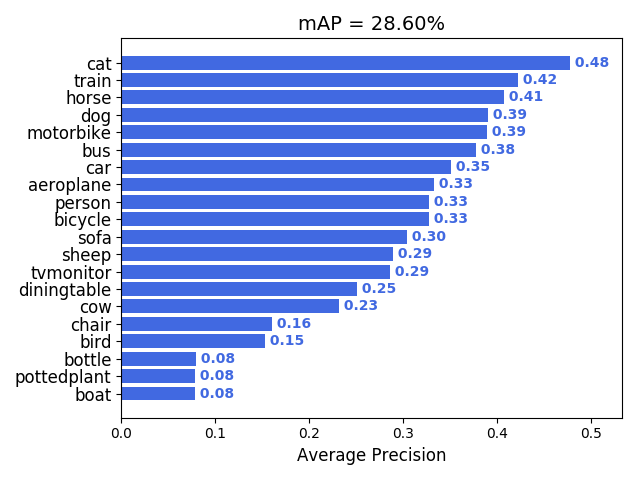 mAP = 28.60%
cat 0.48
train 0.42
horse 0.41
dog 0.39
motorbike 0.39
bus 0.38
car 0.35
aeroplane 0.33
person 0.33
bicycle 0.33
sofa 0.30
sheep 0.29
tvmonitor 0.29
diningtable 0.25
cow 0.23
chair 0.16
bird 0.15
bottle 0.08
pottedplant 0.08
boat 0.08
0.0 0.1 0.2 0.3 0.4 0.5
Average Precision